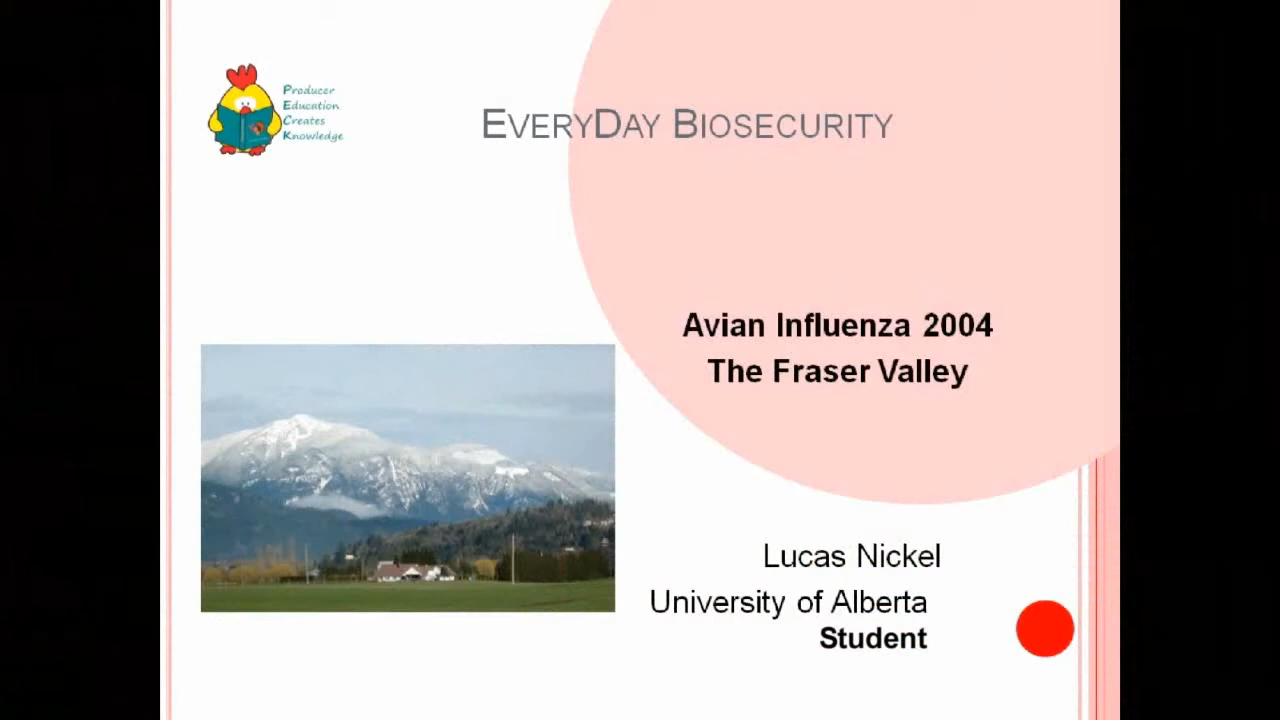 Producer
Education
Creates
Knowledge
EVERYDAY BIOSECURITY
Avian Influenza 2004
The Fraser Valley
Lucas Nickel
University of Alberta
Student